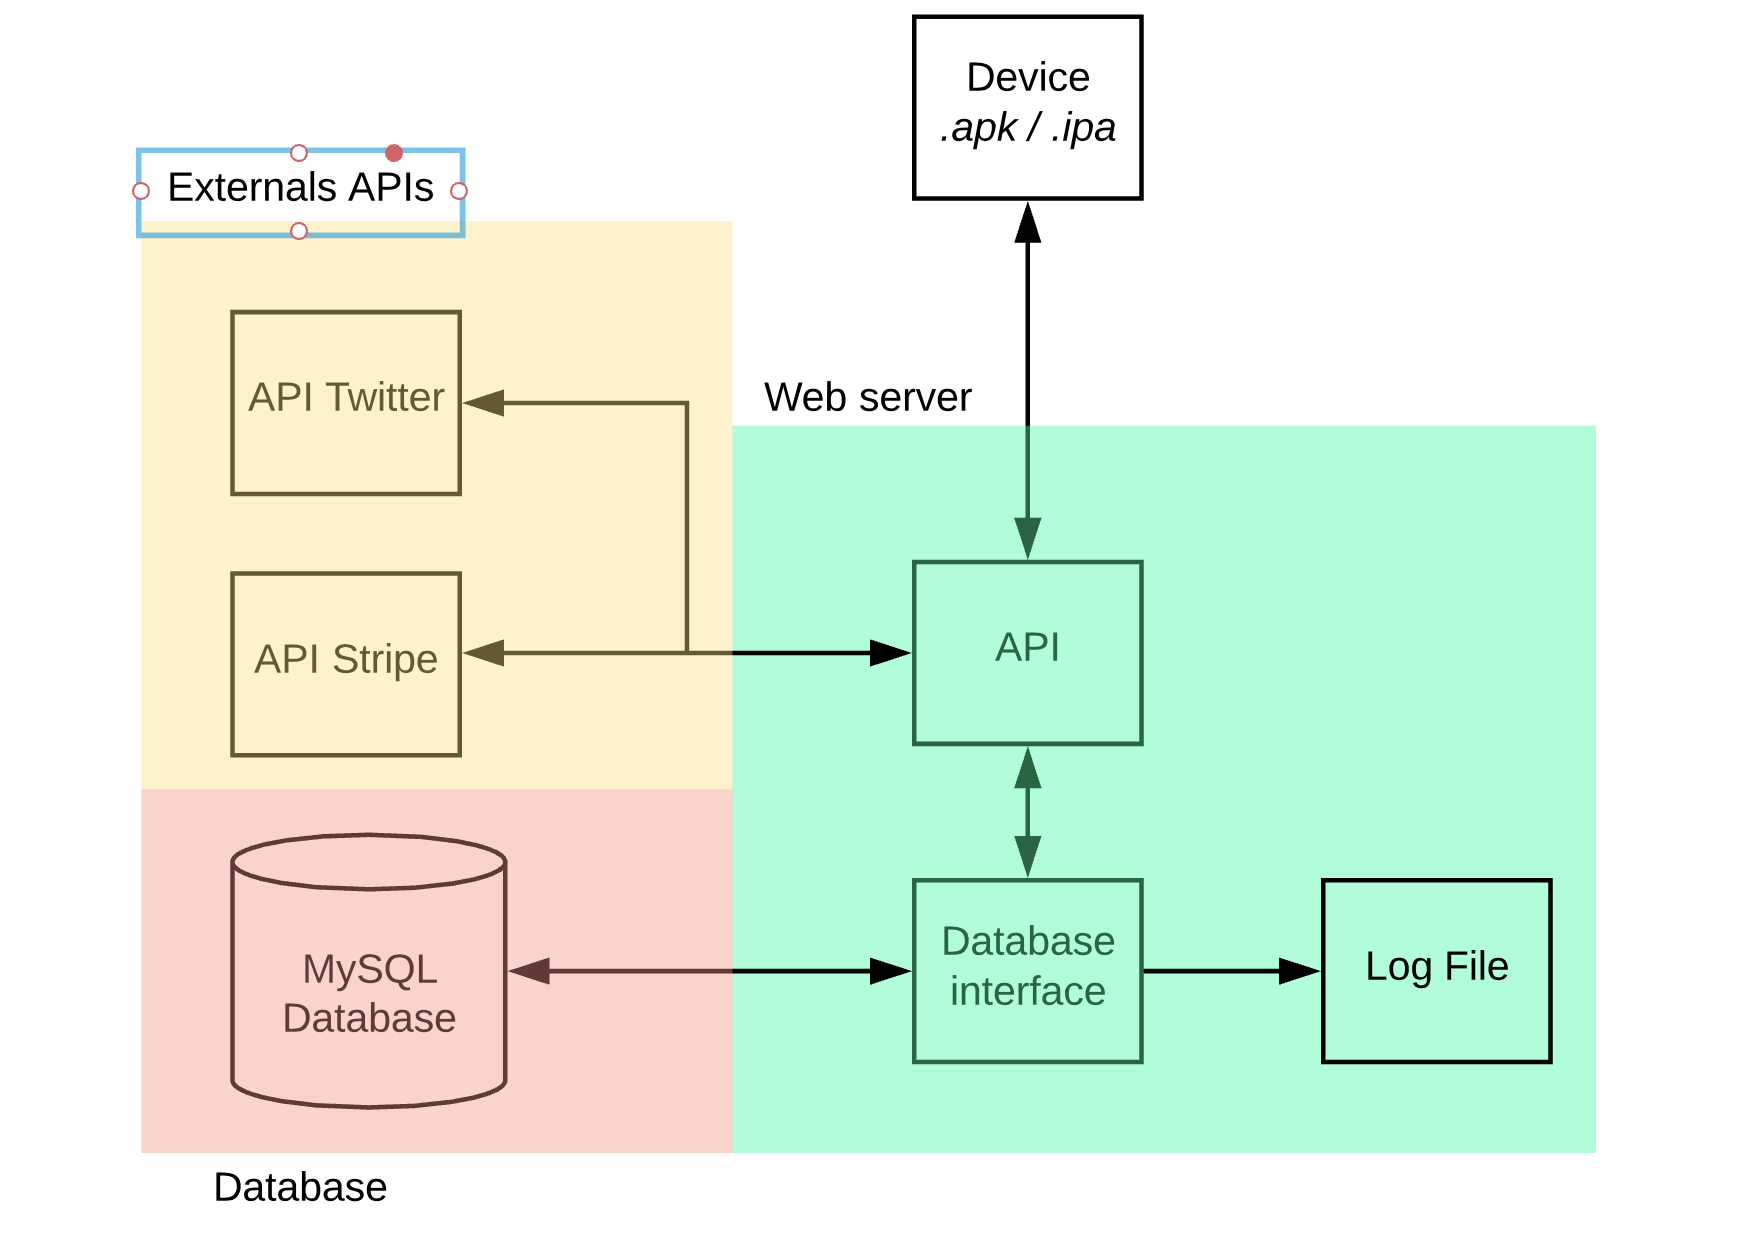 Device
.apk / .ipa
Externals APIs
API Twitter
Web server
API Stripe
API
MySQL
Database
Database
interface
Log File
Database